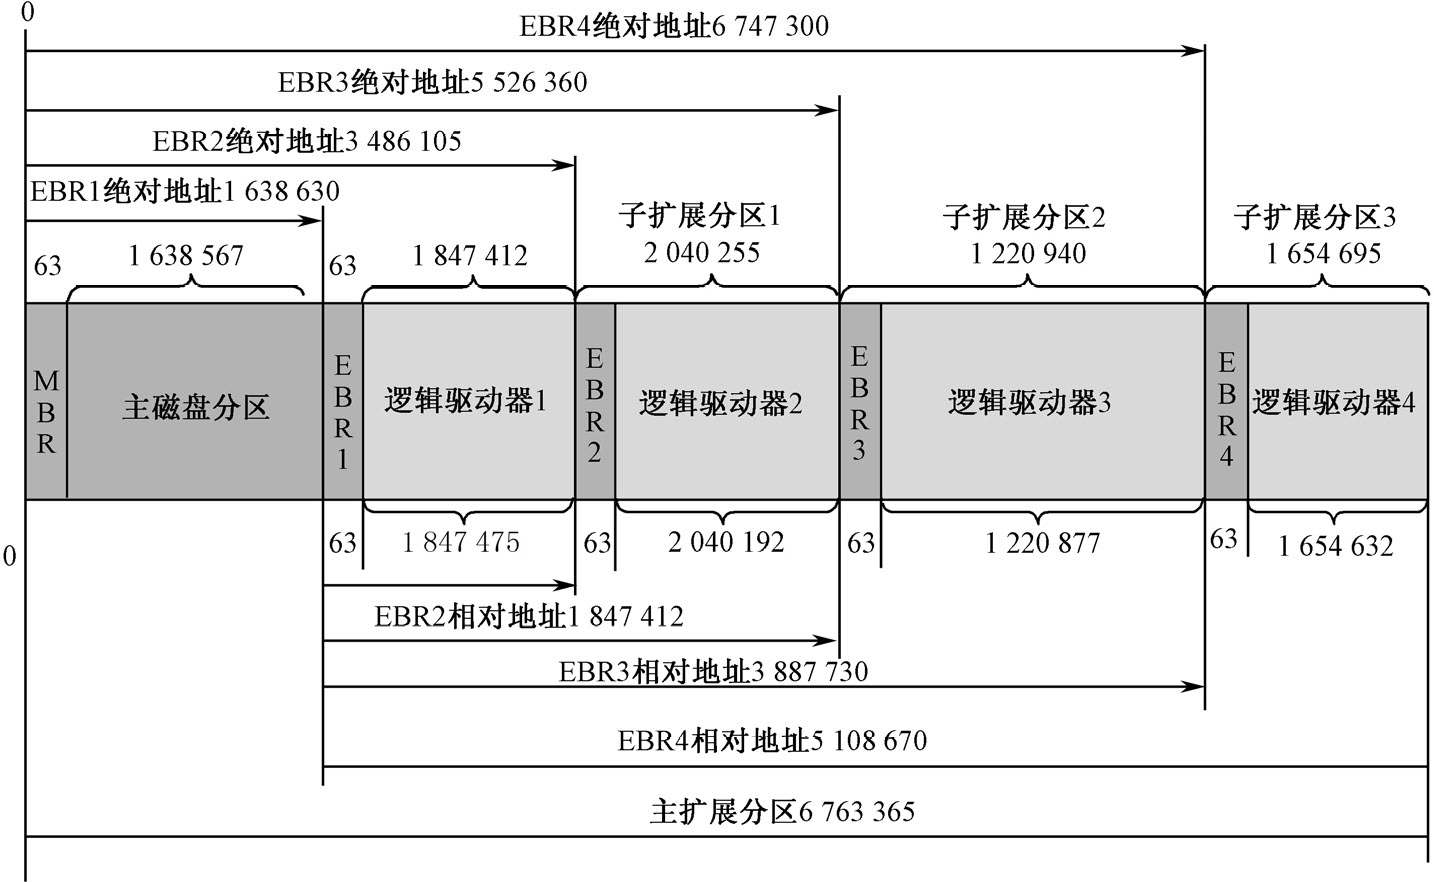 0
EBR4绝对地址6 747 300
EBR3绝对地址5 526 360
EBR2绝对地址3 486 105
EBR1绝对地址1 638 630
子扩展分区1
子扩展分区2
子扩展分区3
63
1 638 567
63
1 847 412
2 040 255
1 220 940
1 654 695
MBR
主磁盘分区
EBR1
逻辑驱动器1
EBR2
逻辑驱动器2
EBR3
逻辑驱动器3
EBR4
逻辑驱动器4
0
63
1 847 475
63
2 040 192
63
1 220 877
63
1 654 632
EBR2相对地址1 847 412
EBR3相对地址3 887 730
EBR4相对地址5 108 670
主扩展分区6 763 365